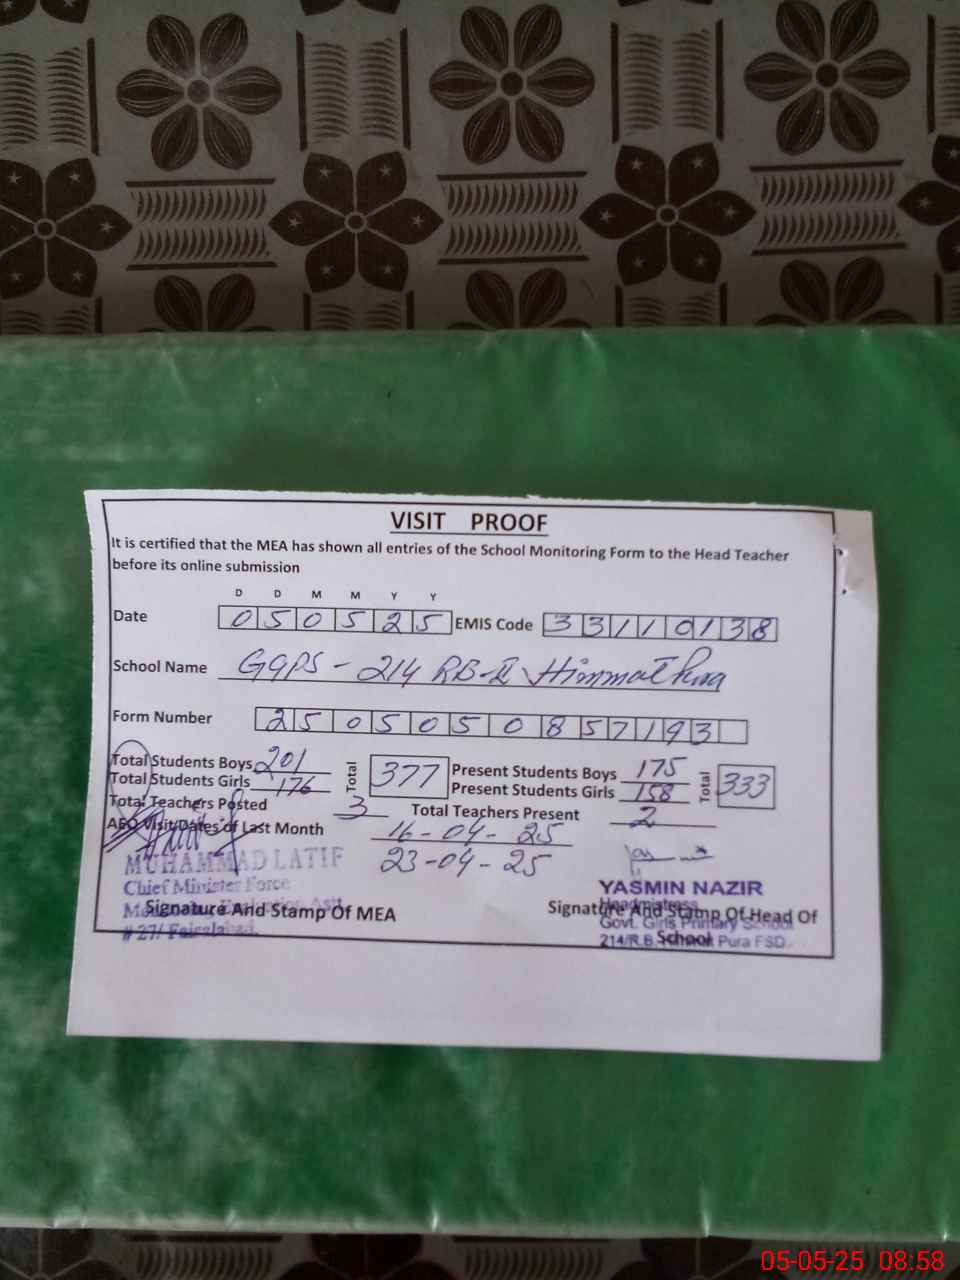 VISIT PROOF
It is certified that the MEA has shown all entries of the School Monitoring Form to the Head Teacher
before its online submission
D D M M Y Y
Date 0 5 0 5 2 5 EMIS Code 3 3 1 1 0 1 3 8
School Name GGPS - 214 RB-II Himmat Pura
Form Number 2 5 0 5 0 5 0 8 5 7 1 9 3
Total Students Boys 201 Total 377 Present Students Boys 175 Total 333
Total Students Girls 176 Present Students Girls 158
Total Teachers Posted 3 Total Teachers Present 2
AEO Visit Dates of Last Month 16-04-25
23-04-25
MUHAMMAD LATIF
Chief Minister Force
# 27/ Faisalabad.
Signature And Stamp Of MEA
YASMIN NAZIR
Headmistress
Govt. Girls Primary School
214/R.B. Pura FSD.
Signature And Stamp Of Head Of
School
05-05-25 08:58